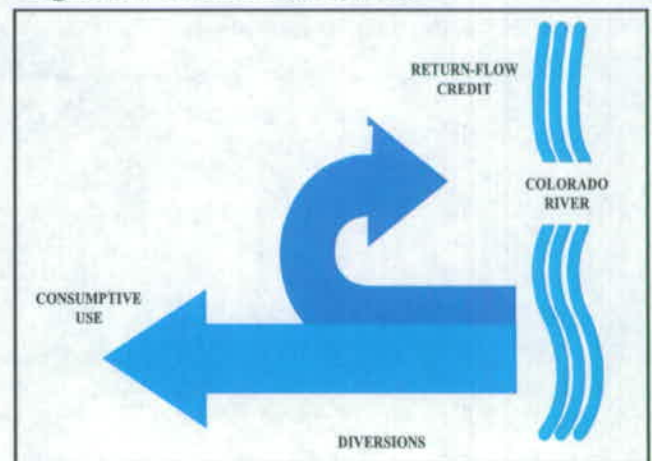 RETURN-FLOW
CREDIT
COLORADO
RIVER
CONSUMPTIVE
USE
DIVERSIONS